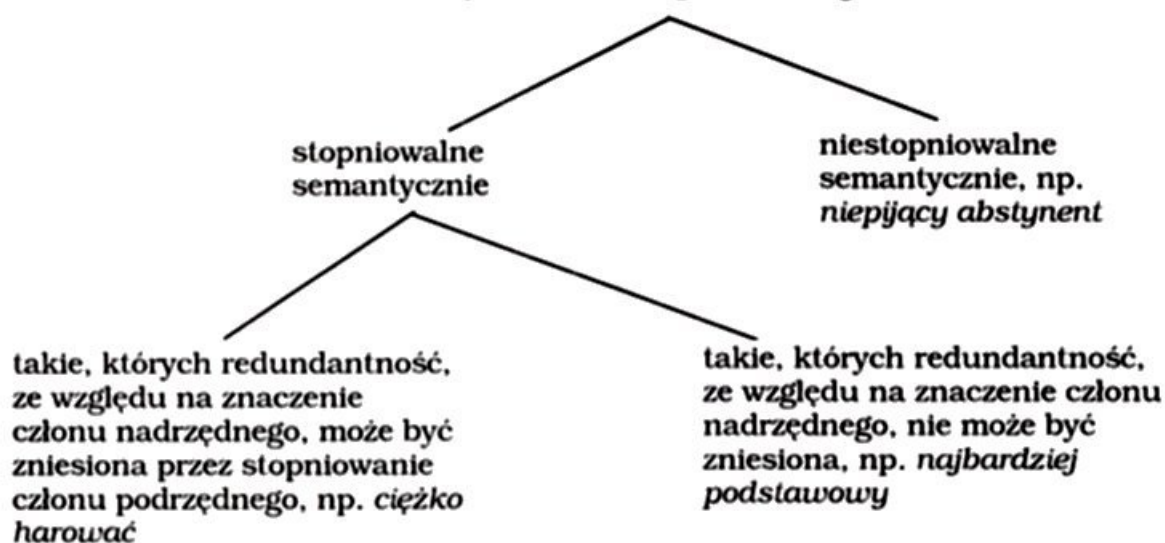 stopniowalne
semantycznie
niestopniowalne
semantycznie, np.
niepijący abstynent
takie, których redundantność,
ze względu na znaczenie
członu nadrzędnego, może być
zniesiona przez stopniowanie
członu podrzędnego, np. ciężko
harować
takie, których redundantność,
ze względu na znaczenie członu
nadrzędnego, nie może być
zniesiona, np. najbardziej
podstawowy